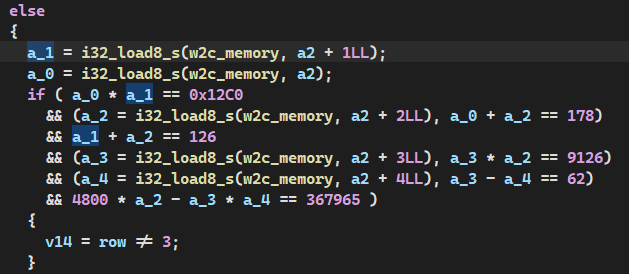 else
{
a_1 = i32_load8_s(w2c_memory, a2 + 1LL);
a_0 = i32_load8_s(w2c_memory, a2);
if ( a_0 * a_1 == 0x12C0
&& (a_2 = i32_load8_s(w2c_memory, a2 + 2LL), a_0 + a_2 == 178)
&& a_1 + a_2 == 126
&& (a_3 = i32_load8_s(w2c_memory, a2 + 3LL), a_3 * a_2 == 9126)
&& (a_4 = i32_load8_s(w2c_memory, a2 + 4LL), a_3 - a_4 == 62)
&& 4800 * a_2 - a_3 * a_4 == 367965 )
{
v14 = row ≠ 3;
}